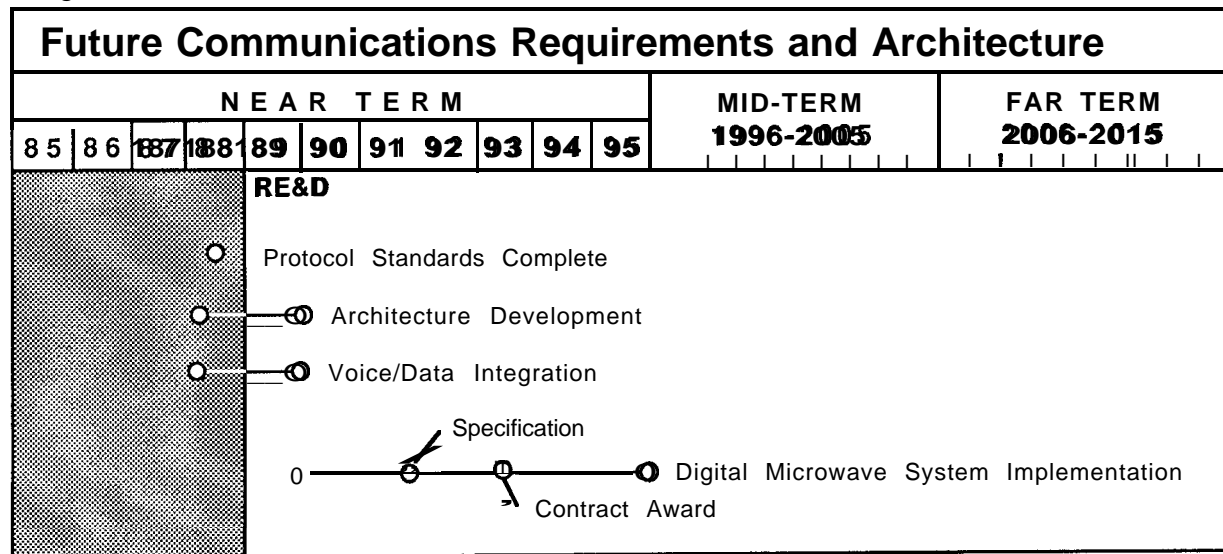 Future Communications Requirements and Architecture
NEAR TERM MID-TERM FAR TERM
1996-2005 2006-2015
85 86 87 88 89 90 91 92 93 94 95
RE&D
Protocol Standards Complete
Architecture Development
Voice/Data Integration
Specification
Digital Microwave System Implementation
Contract Award